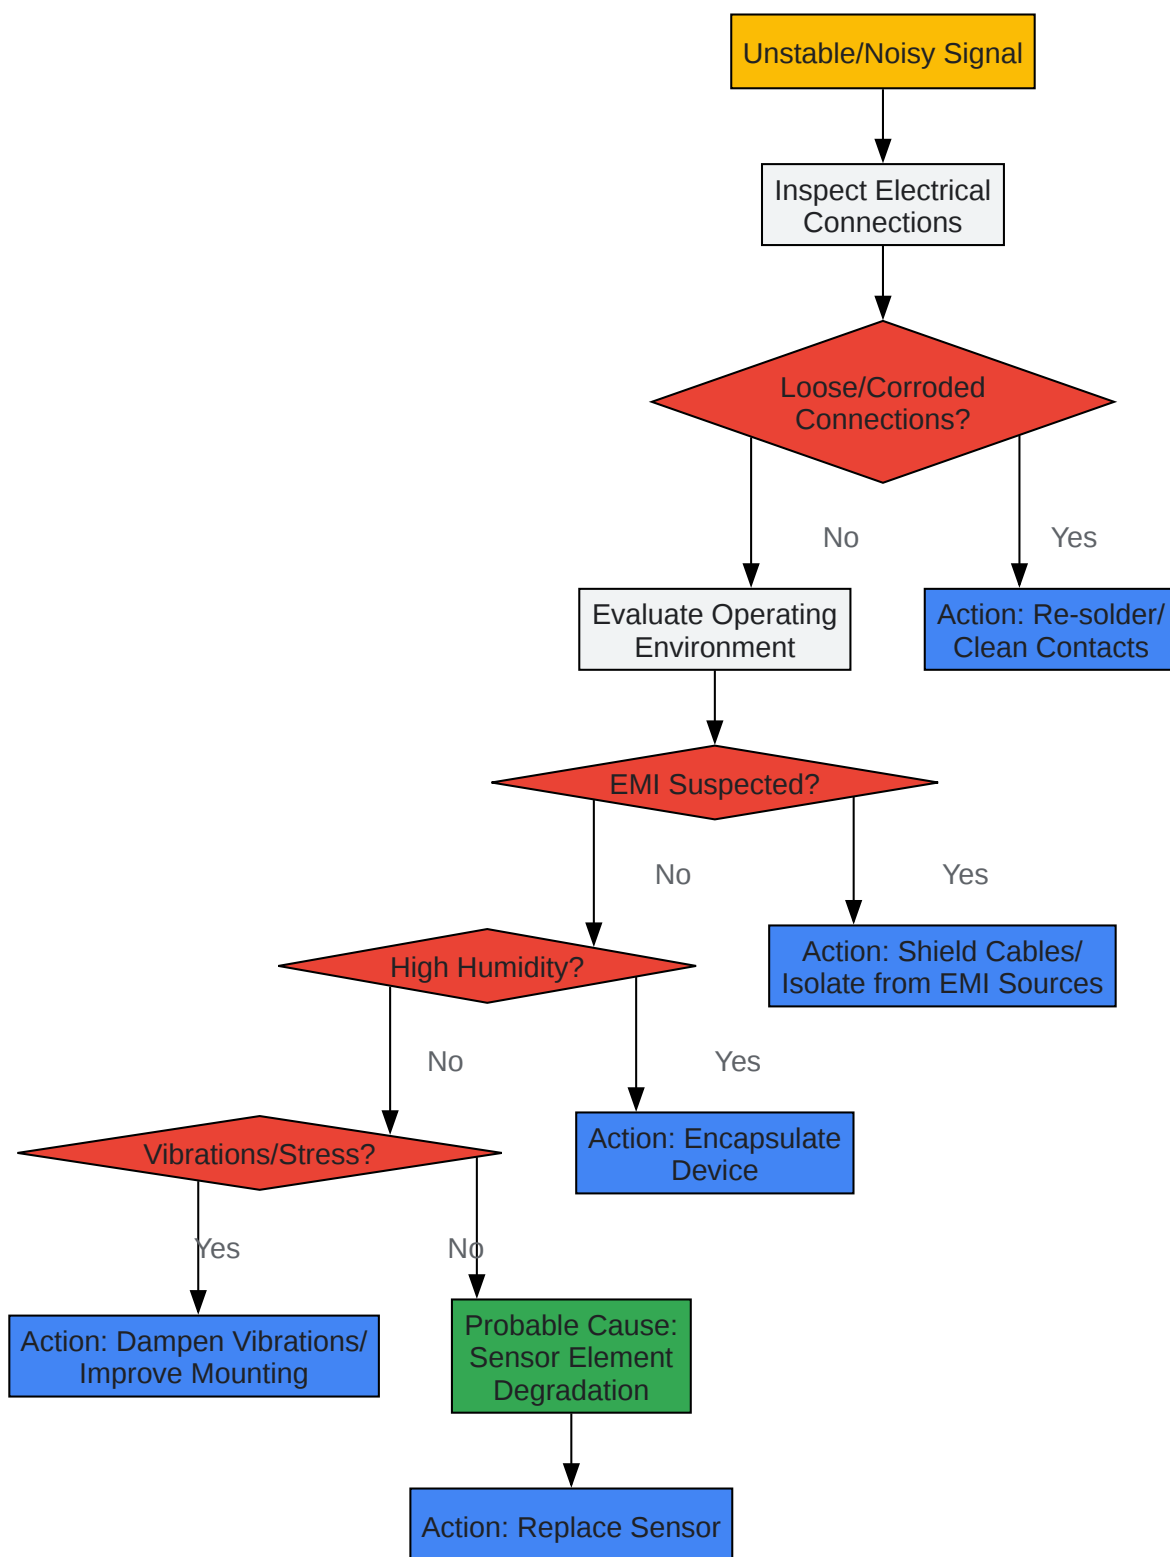 Unstable/Noisy Signal
Inspect Electrical
Connections
Loose/Corroded
Connections?
No
Yes
Evaluate Operating
Environment
Action: Re-solder/
Clean Contacts
EMI Suspected?
No
Yes
High Humidity?
Action: Shield Cables/
Isolate from EMI Sources
No
Yes
Vibrations/Stress?
Action: Encapsulate
Device
Yes
No
Action: Dampen Vibrations/
Improve Mounting
Probable Cause:
Sensor Element
Degradation
Action: Replace Sensor